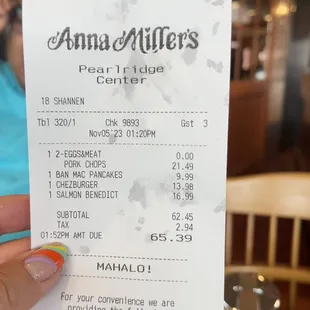 Anna Miller's
Pearlridge
Center
18 SHANNEN
Tbl 320/1 Chk 9893 Gst 3
Nov05'23 01:20PM
1 2-EGGS&MEAT 0.00
PORK CHOPS 21.49
1 BAN MAC PANCAKES 9.99
1 CHEZBURGER 13.98
1 SALMON BENEDICT 16.99
SUBTOTAL 62.45
TAX 2.94
01:52PM AMT DUE 65.39
MAHALO!
For your convenience we are
providing the